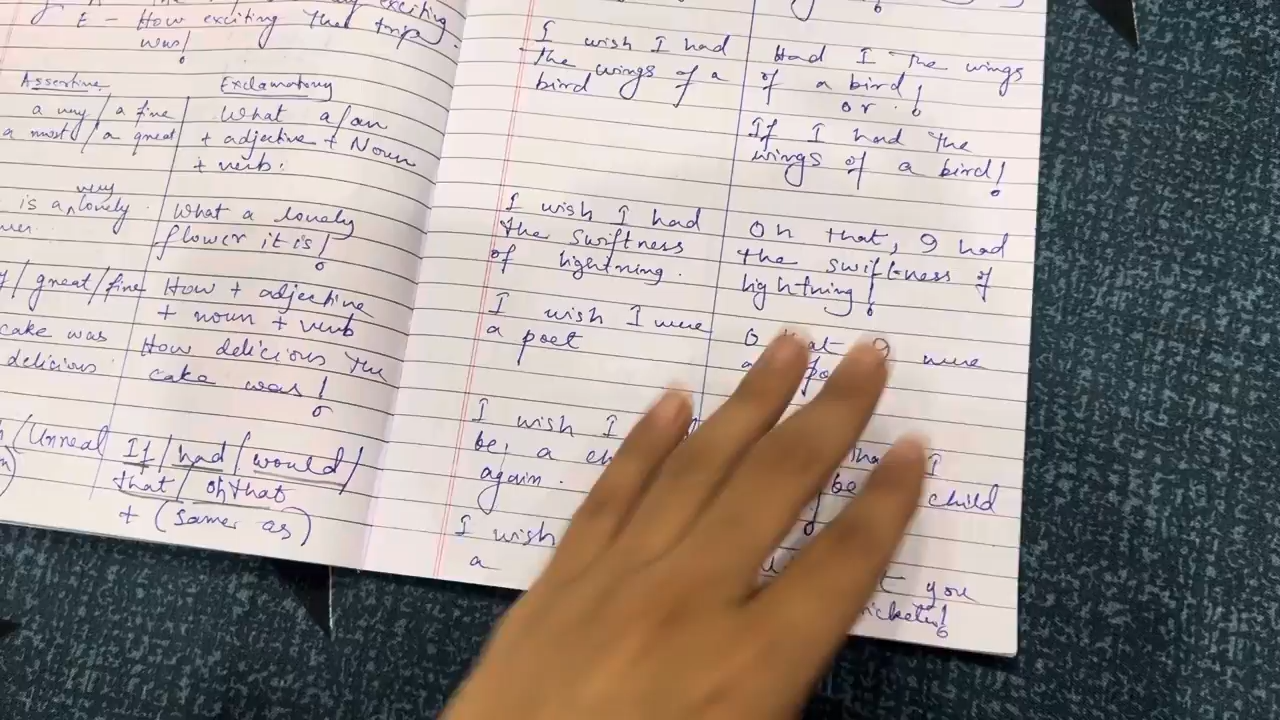 exciting
E - How exciting the trip
was!
Assertive
Exclamatory
a very / a fine
a most / a great
What a/an
+ adjective + Noun
+ verb.
very
is a lovely
What a lovely
flower it is!
/ great / fine
How + adjective
+ noun + verb
cake was
delicious
How delicious the
cake was!
/ Unreal
If / had / would /
that / oh that
+ (same as)
I wish I had
the wings of a
bird
Had I the wings
of a bird!
or
If I had the
wings of a bird!
I wish I had
the swiftness
of lightning.
Oh that, I had
the swiftness of
lightning!
I wish I were
a poet
I were
a
I wish I
be, a
again.
I
be child
I wish
a
you